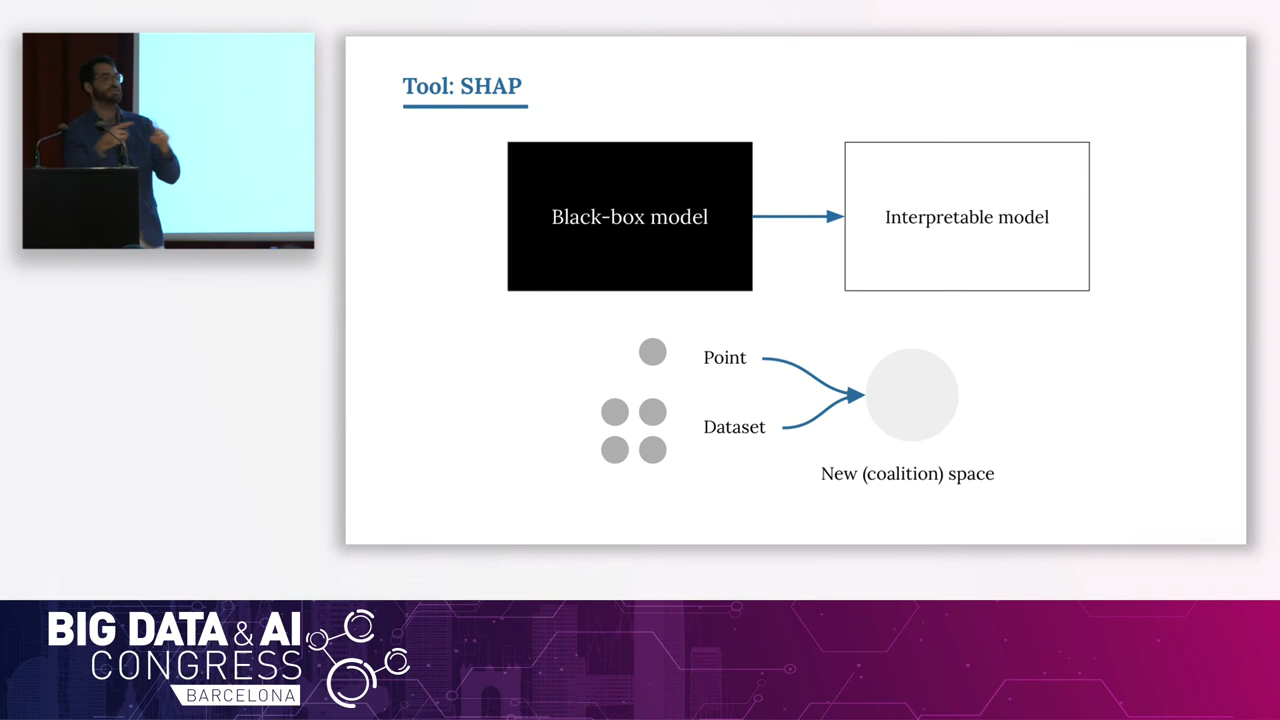 Tool: SHAP
Black-box model
Interpretable model
Point
Dataset
New (coalition) space
BIG DATA & AI
CONGRESS
BARCELONA